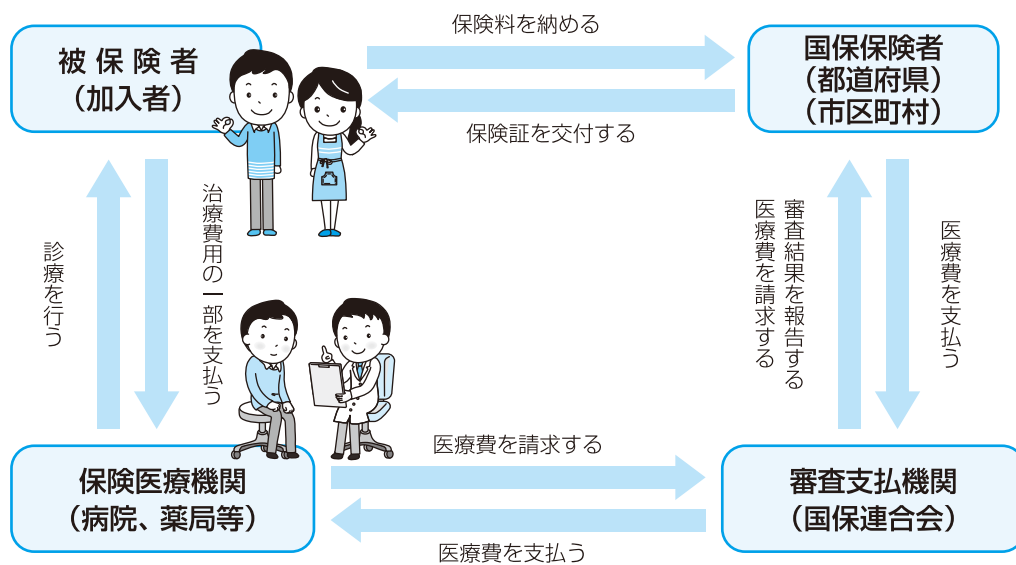 保険料を納める
被保険者
（加入者）
国保保険者
（都道府県）
（市区町村）
保険証を交付する
診療を行う
治療費用の一部を支払う
審査結果を報告する
医療費を請求する
医療費を支払う
医療費を請求する
保険医療機関
（病院、薬局等）
審査支払機関
（国保連合会）
医療費を支払う